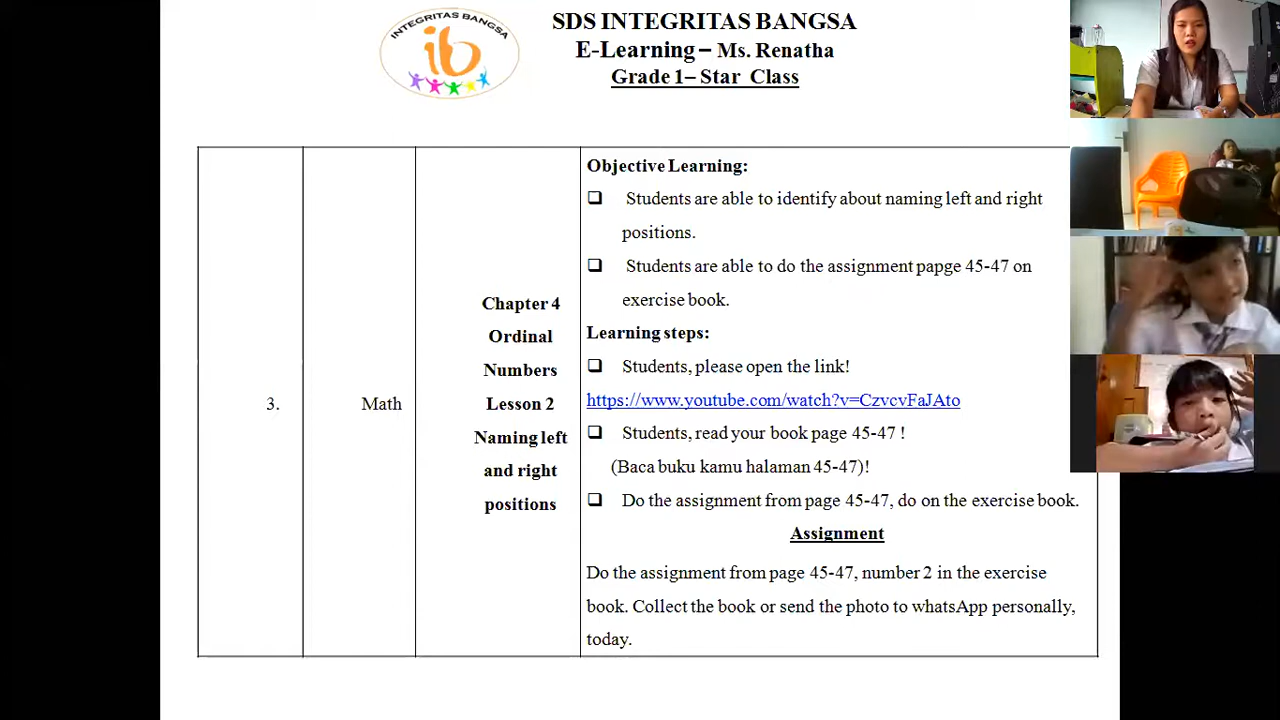 INTEGRITAS BANGSA
ib
SDS INTEGRITAS BANGSA
E-Learning – Ms. Renatha
Grade 1– Star Class
3.
Math
Chapter 4
Ordinal
Numbers
Lesson 2
Naming left
and right
positions
Objective Learning:
❑ Students are able to identify about naming left and right
positions.
❑ Students are able to do the assignment papge 45-47 on
exercise book.
Learning steps:
❑ Students, please open the link!
https://www.youtube.com/watch?v=CzvcvFaJAto
❑ Students, read your book page 45-47 !
(Baca buku kamu halaman 45-47)!
❑ Do the assignment from page 45-47, do on the exercise book.
Assignment
Do the assignment from page 45-47, number 2 in the exercise
book. Collect the book or send the photo to whatsApp personally,
today.